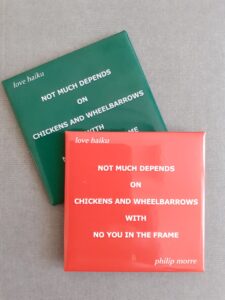 love haiku
NOT MUCH DEPENDS
ON
CHICKENS AND WHEELBARROWS
WITH
love haiku
NOT MUCH DEPENDS
ON
CHICKENS AND WHEELBARROWS
WITH
NO YOU IN THE FRAME
philip morre